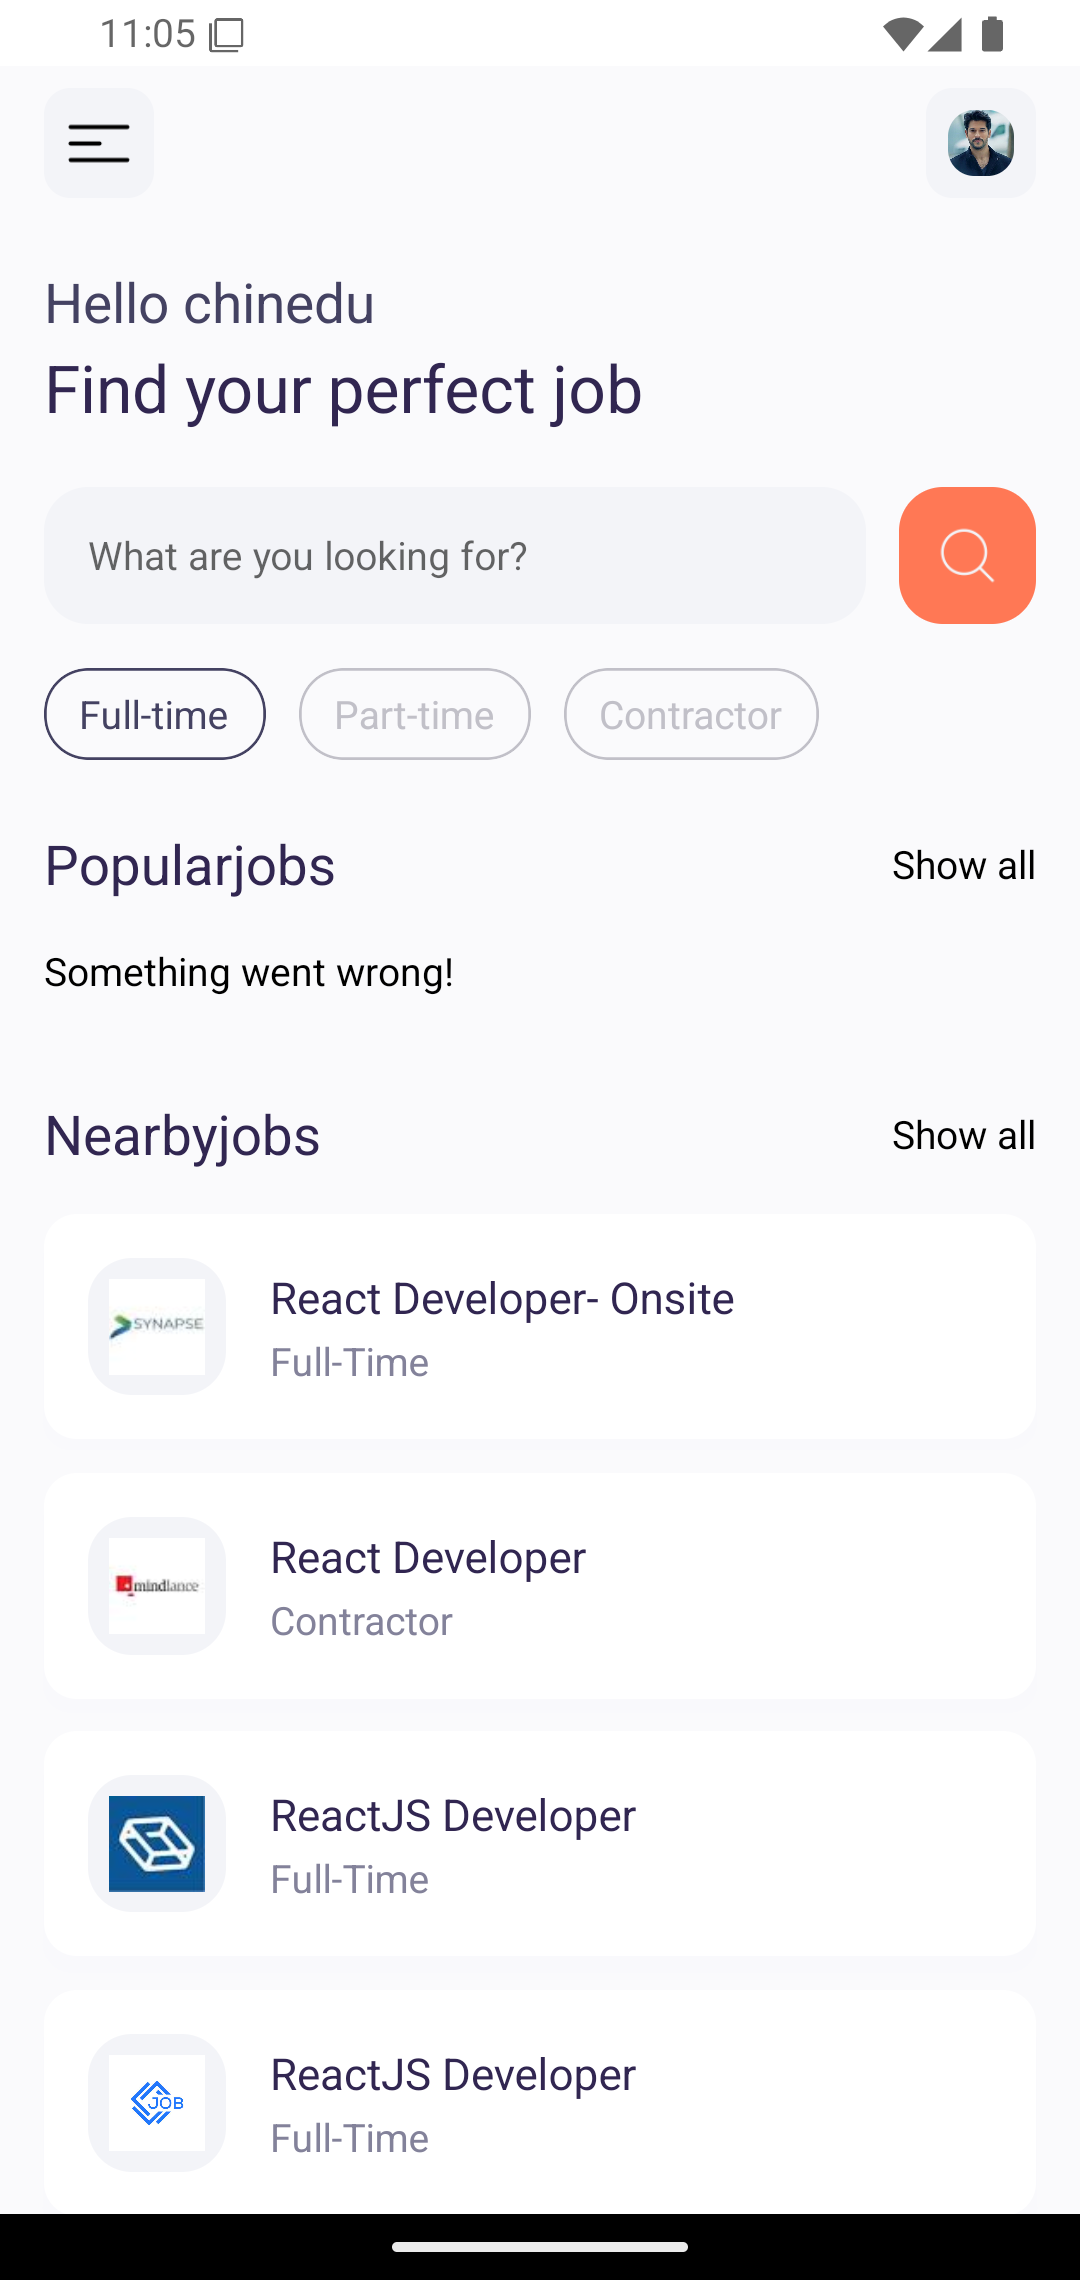 11:05
Hello chinedu
Find your perfect job
What are you looking for?
Full-time Part-time Contractor
Popularjobs Show all
Something went wrong!
Nearbyjobs Show all
SYNAPSE
React Developer- Onsite
Full-Time
mindlance
React Developer
Contractor
ReactJS Developer
Full-Time
JOB
ReactJS Developer
Full-Time